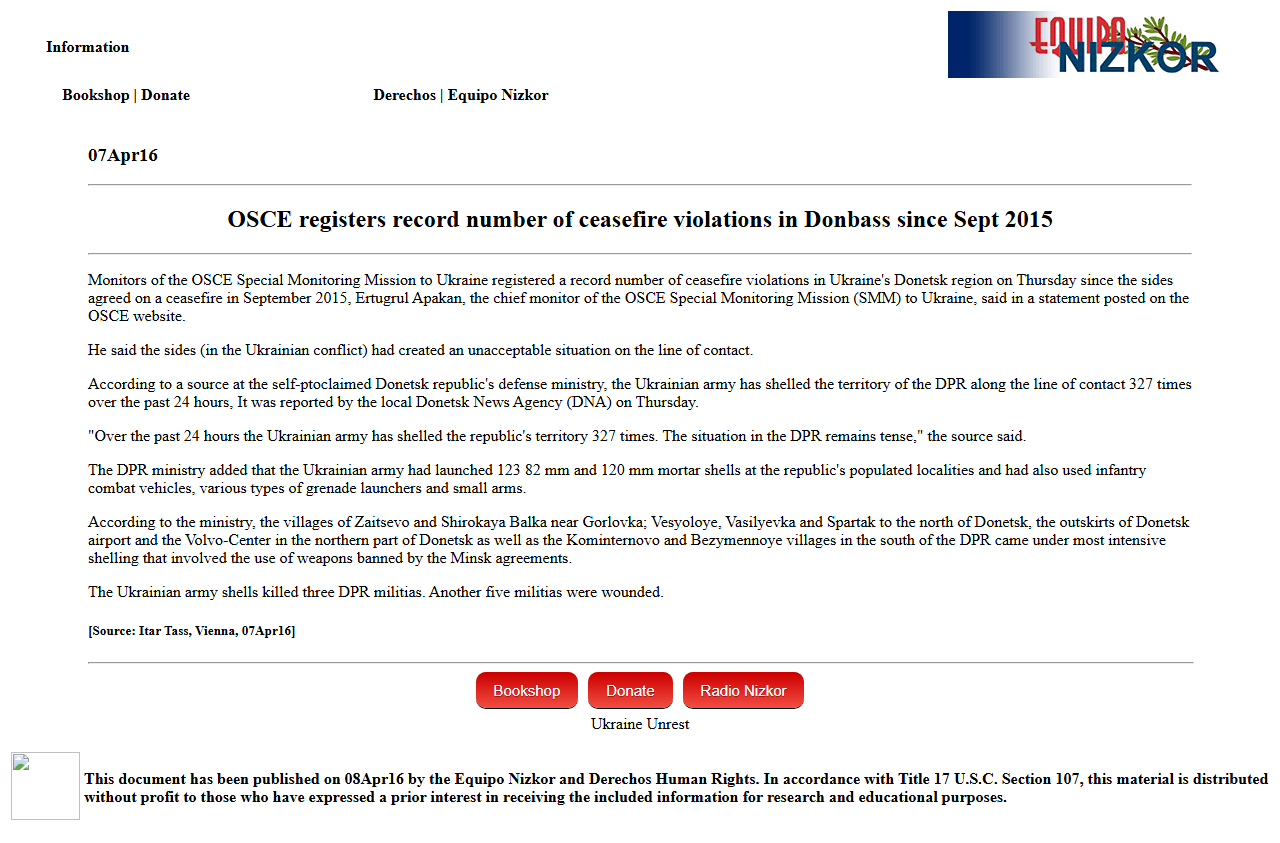 Information
EQUIPO
NIZKOR
Bookshop | Donate
Derechos | Equipo Nizkor
07Apr16
OSCE registers record number of ceasefire violations in Donbass since Sept 2015
Monitors of the OSCE Special Monitoring Mission to Ukraine registered a record number of ceasefire violations in Ukraine's Donetsk region on Thursday since the sides
agreed on a ceasefire in September 2015, Ertugrul Apakan, the chief monitor of the OSCE Special Monitoring Mission (SMM) to Ukraine, said in a statement posted on the
OSCE website.
He said the sides (in the Ukrainian conflict) had created an unacceptable situation on the line of contact.
According to a source at the self-ptoclaimed Donetsk republic's defense ministry, the Ukrainian army has shelled the territory of the DPR along the line of contact 327 times
over the past 24 hours, It was reported by the local Donetsk News Agency (DNA) on Thursday.
"Over the past 24 hours the Ukrainian army has shelled the republic's territory 327 times. The situation in the DPR remains tense," the source said.
The DPR ministry added that the Ukrainian army had launched 123 82 mm and 120 mm mortar shells at the republic's populated localities and had also used infantry
combat vehicles, various types of grenade launchers and small arms.
According to the ministry, the villages of Zaitsevo and Shirokaya Balka near Gorlovka; Vesyoloye, Vasilyevka and Spartak to the north of Donetsk, the outskirts of Donetsk
airport and the Volvo-Center in the northern part of Donetsk as well as the Kominternovo and Bezymennoye villages in the south of the DPR came under most intensive
shelling that involved the use of weapons banned by the Minsk agreements.
The Ukrainian army shells killed three DPR militias. Another five militias were wounded.
[Source: Itar Tass, Vienna, 07Apr16]
Bookshop
Donate
Radio Nizkor
Ukraine Unrest
This document has been published on 08Apr16 by the Equipo Nizkor and Derechos Human Rights. In accordance with Title 17 U.S.C. Section 107, this material is distributed
without profit to those who have expressed a prior interest in receiving the included information for research and educational purposes.